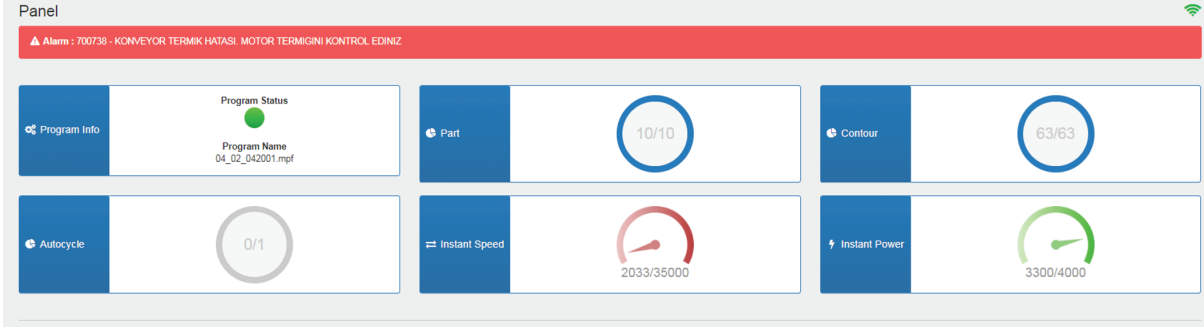 Panel
Alarm : 700738 - KONVEYOR TERMIK HATASI. MOTOR TERMIGINI KONTROL EDINIZ
Program Info
Program Status
Program Name
04_02_042001.mpf
Part
10/10
Contour
63/63
Autocycle
0/1
Instant Speed
2033/35000
Instant Power
3300/4000